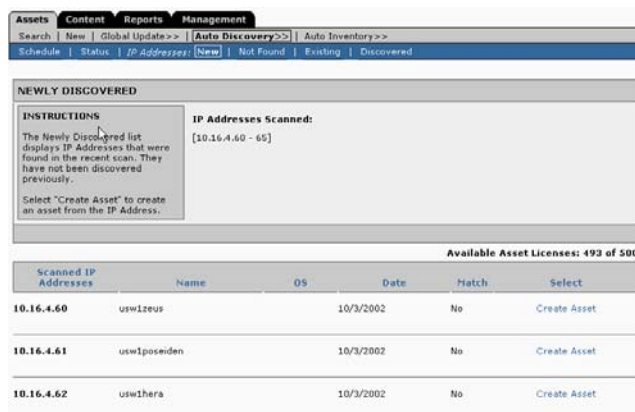 Assets Content Reports Management
Search | New | Global Update>> | Auto Discovery>> | Auto Inventory>>
Schedule | Status | IP Addresses: New | Not Found | Existing | Discovered
NEWLY DISCOVERED
INSTRUCTIONS
The Newly Discovered list
displays IP Addresses that were
found in the recent scan. They
have not been discovered
previously.
Select "Create Asset" to create
an asset from the IP Address.
IP Addresses Scanned:
[10.16.4.60 - 65]
Available Asset Licenses: 493 of 500
Scanned IP
Addresses Name OS Date Match Select
10.16.4.60 usw1zeus 10/3/2002 No Create Asset
10.16.4.61 usw1poseiden 10/3/2002 No Create Asset
10.16.4.62 usw1hera 10/3/2002 No Create Asset